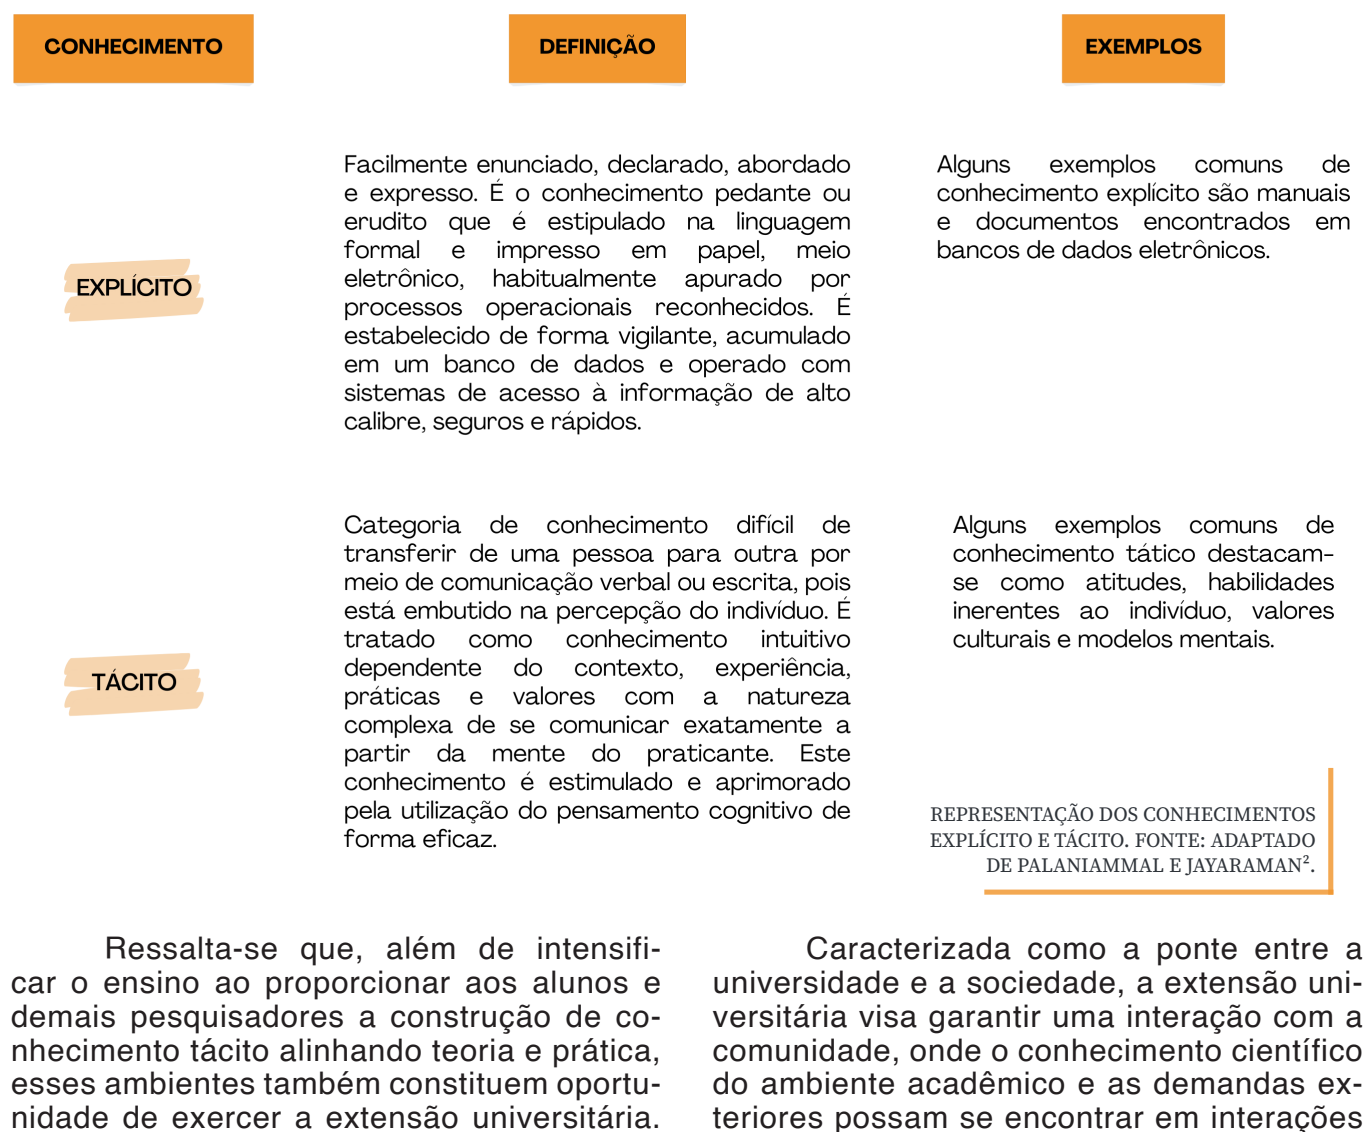 CONHECIMENTO
DEFINIÇÃO
EXEMPLOS
EXPLÍCITO
Facilmente enunciado, declarado, abordado
e expresso. É o conhecimento pedante ou
erudito que é estipulado na linguagem
formal e impresso em papel, meio
eletrônico, habitualmente apurado por
processos operacionais reconhecidos. É
estabelecido de forma vigilante, acumulado
em um banco de dados e operado com
sistemas de acesso à informação de alto
calibre, seguros e rápidos.
Alguns exemplos comuns de
conhecimento explícito são manuais
e documentos encontrados em
bancos de dados eletrônicos.
TÁCITO
Categoria de conhecimento difícil de
transferir de uma pessoa para outra por
meio de comunicação verbal ou escrita, pois
está embutido na percepção do indivíduo. É
tratado como conhecimento intuitivo
dependente do contexto, experiência,
práticas e valores com a natureza
complexa de se comunicar exatamente a
partir da mente do praticante. Este
conhecimento é estimulado e aprimorado
pela utilização do pensamento cognitivo de
forma eficaz.
Alguns exemplos comuns de
conhecimento tático destacam-
se como atitudes, habilidades
inerentes ao indivíduo, valores
culturais e modelos mentais.
REPRESENTAÇÃO DOS CONHECIMENTOS
EXPLÍCITO E TÁCITO. FONTE: ADAPTADO
DE PALANIAMMAL E JAYARAMAN².
Ressalta-se que, além de intensifi-
car o ensino ao proporcionar aos alunos e
demais pesquisadores a construção de co-
nhecimento tácito alinhando teoria e prática,
esses ambientes também constituem oportu-
nidade de exercer a extensão universitária.
Caracterizada como a ponte entre a
universidade e a sociedade, a extensão uni-
versitária visa garantir uma interação com a
comunidade, onde o conhecimento científico
do ambiente acadêmico e as demandas ex-
teriores possam se encontrar em interações